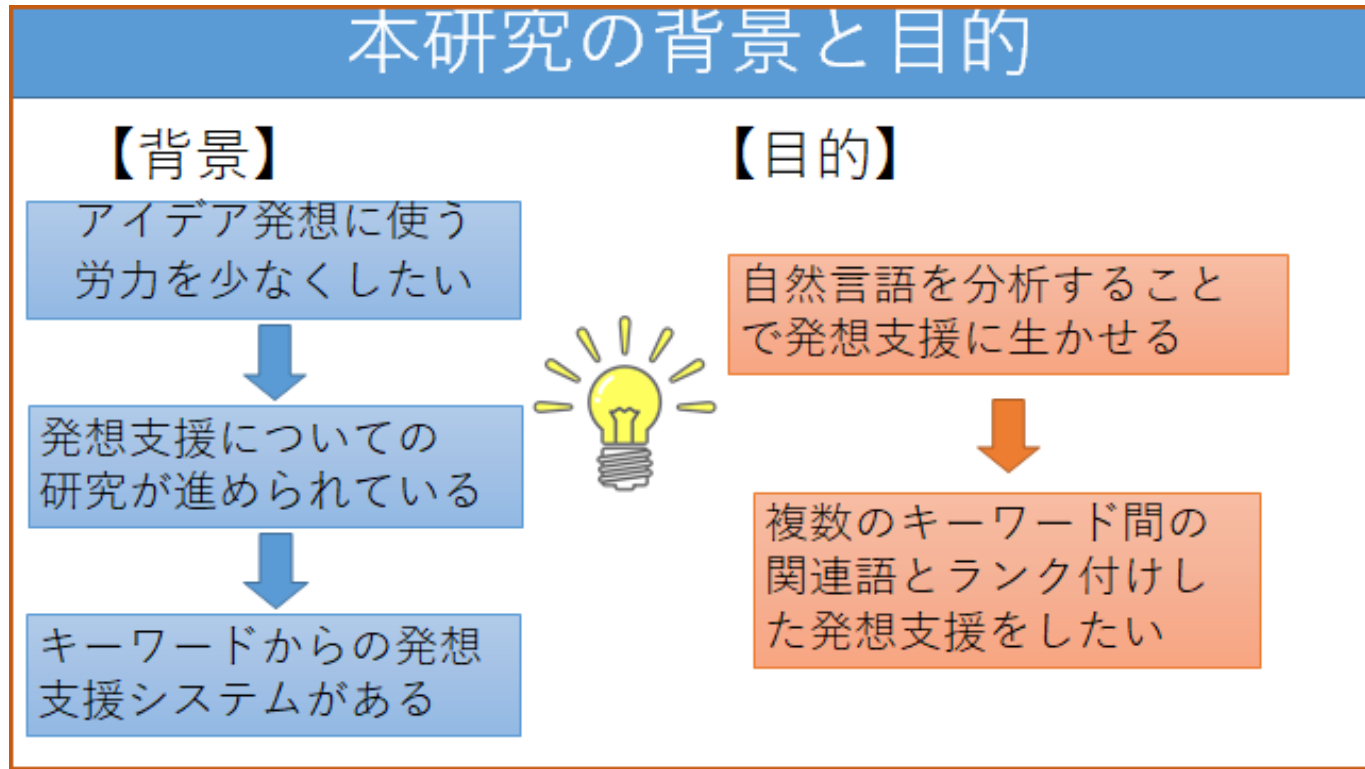 本研究の背景と目的
【背景】
アイデア発想に使う
労力を少なくしたい
発想支援についての
研究が進められている
キーワードからの発想
支援システムがある
【目的】
自然言語を分析すること
で発想支援に生かせる
複数のキーワード間の
関連語とランク付けし
た発想支援をしたい